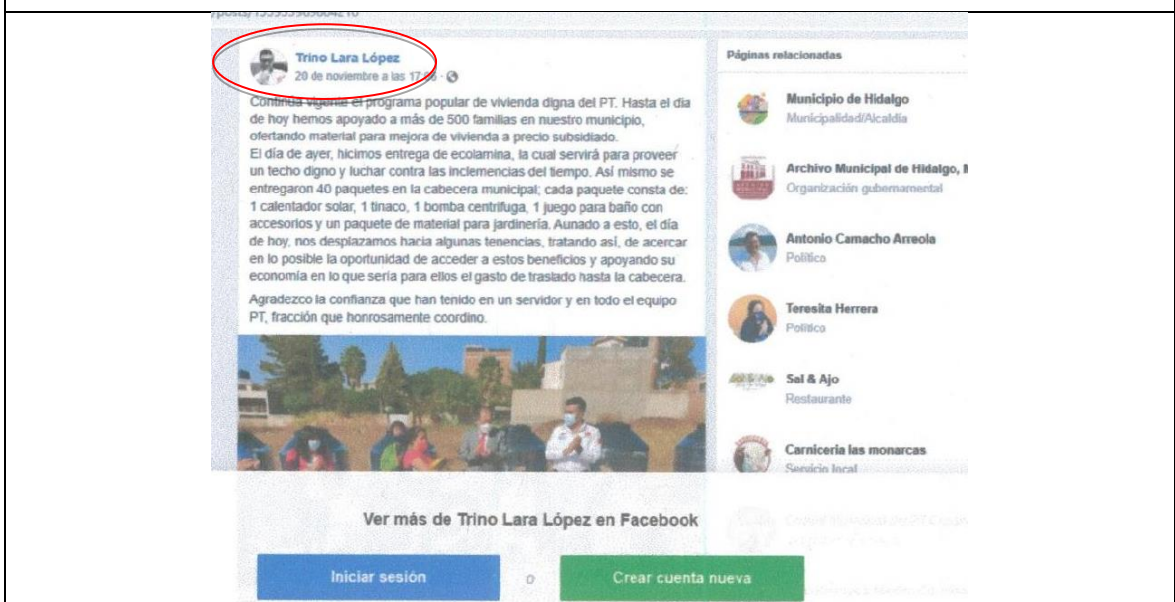 Trino Lara López
20 de noviembre a las
Continua vigente el programa popular de vivienda digna del PT. Hasta el día
de hoy hemos apoyado a más de 500 familias en nuestro municipio,
ofertando material para mejora de vivienda a precio subsidiado.
El día de ayer, hicimos entrega de ecolamina, la cual servirá para proveer
un techo digno y luchar contra las inclemencias del tiempo. Así mismo se
entregaron 40 paquetes en la cabecera municipal; cada paquete consta de:
1 calentador solar, 1 tinaco, 1 bomba centrifuga, 1 juego para baño con
accesorios y un paquete de material para jardinería. Aunado a esto, el día
de hoy, nos desplazamos hacia algunas tenencias, tratando así, de acercar
en lo posible la oportunidad de acceder a estos beneficios y apoyando su
economía en lo que sería para ellos el gasto de traslado hasta la cabecera.
Agradezco la confianza que han tenido en un servidor y en todo el equipo
PT, fracción que honrosamente coordino.
Páginas relacionadas
Municipio de Hidalgo
Municipalidad/Alcaldía
Archivo Municipal de Hidalgo,
Organización gubernamental
Antonio Camacho Arreola
Político
Teresita Herrera
Político
Sal & Ajo
Restaurante
Carniceria las monarcas
Servicio local
Ver más de Trino Lara López en Facebook
Iniciar sesión
o
Crear cuenta nueva